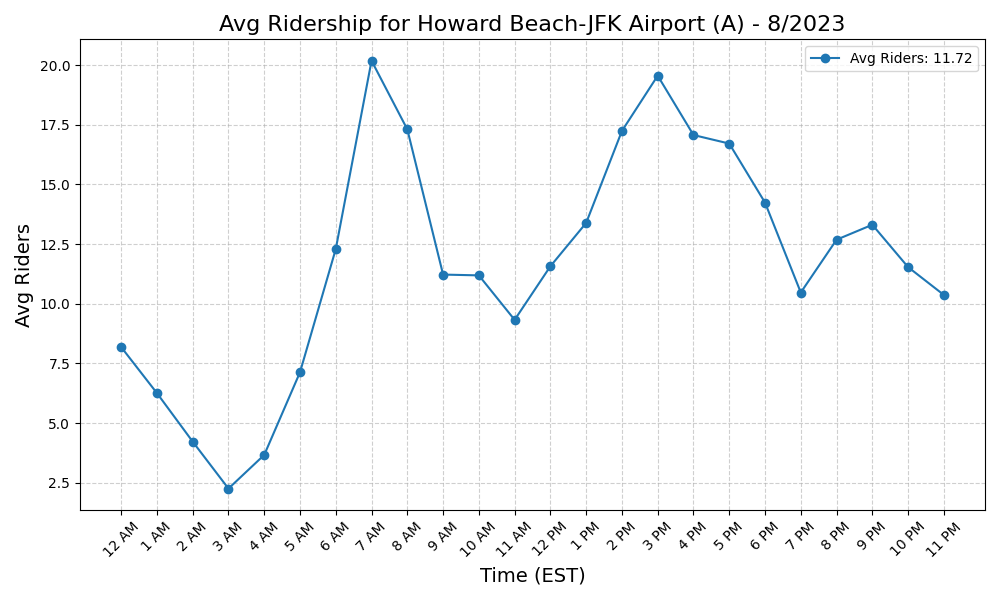 Avg Ridership for Howard Beach-JFK Airport (A) - 8/2023
Avg Riders: 11.72
Avg Riders
20.0
17.5
15.0
12.5
10.0
7.5
5.0
2.5
12 AM
1 AM
2 AM
3 AM
4 AM
5 AM
6 AM
7 AM
8 AM
9 AM
10 AM
11 AM
12 PM
1 PM
2 PM
3 PM
4 PM
5 PM
6 PM
7 PM
8 PM
9 PM
10 PM
11 PM
Time (EST)